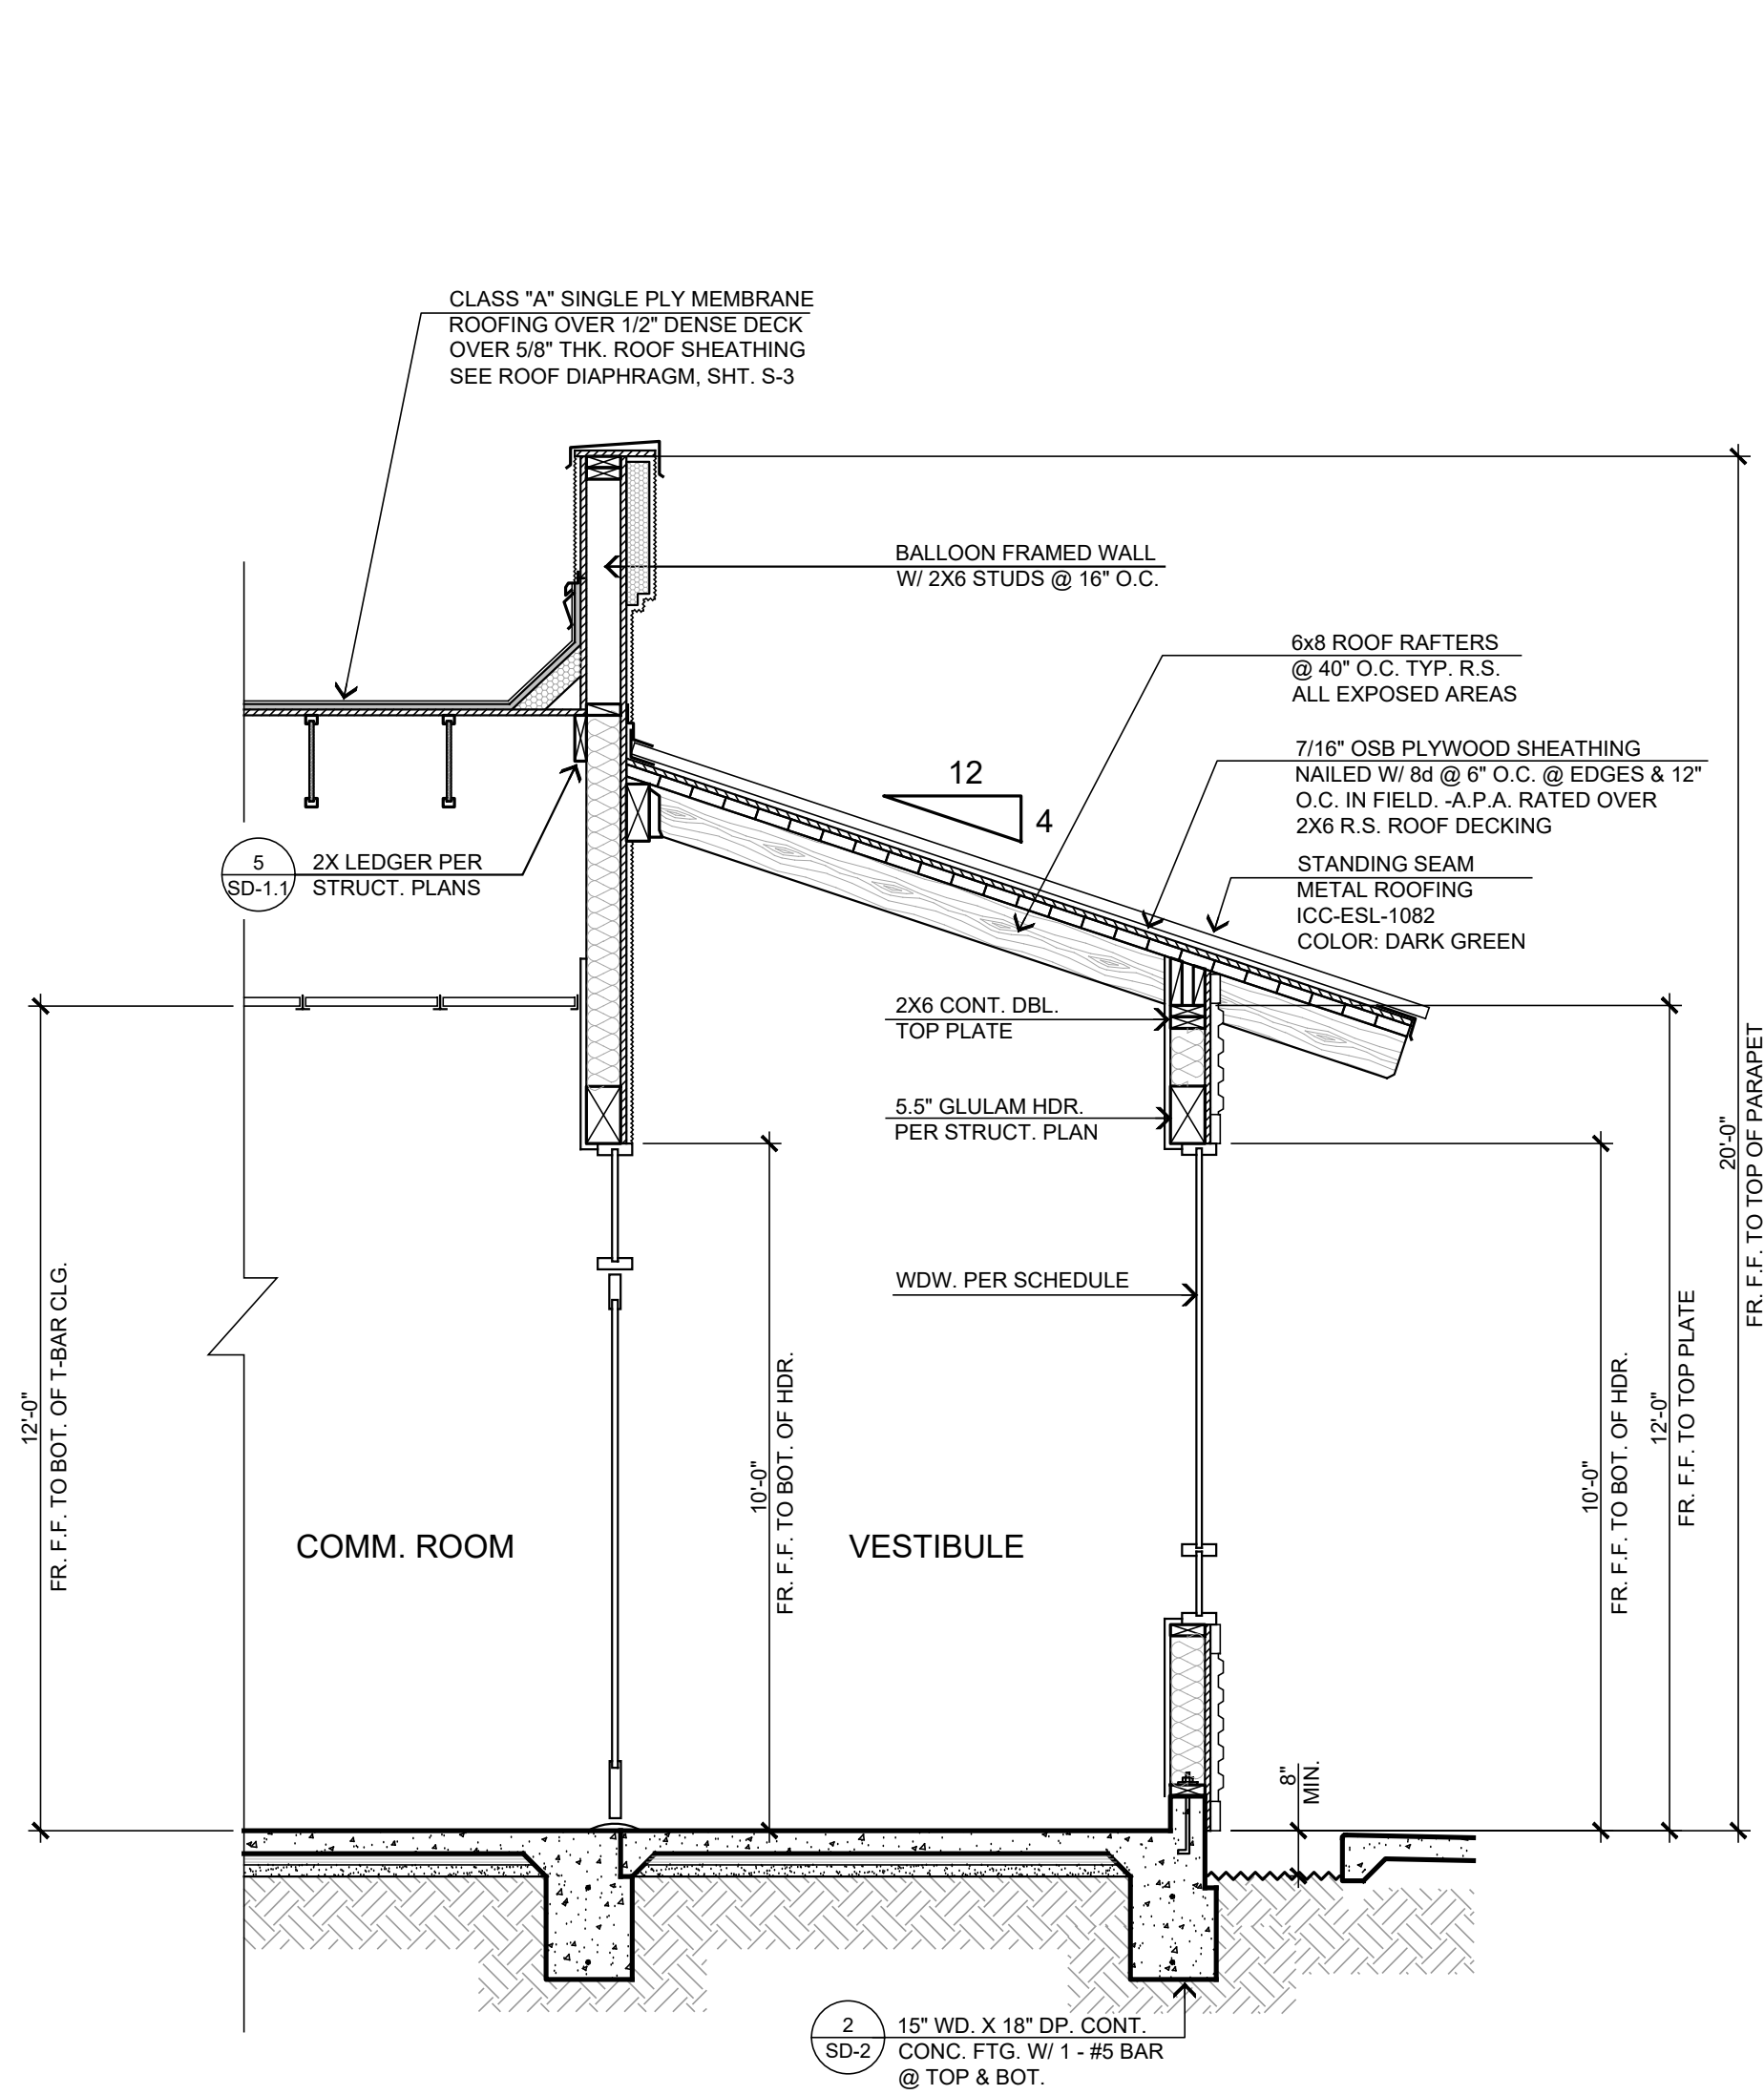 CLASS "A" SINGLE PLY MEMBRANE
ROOFING OVER 1/2" DENSE DECK
OVER 5/8" THK. ROOF SHEATHING
SEE ROOF DIAPHRAGM, SHT. S-3
BALLOON FRAMED WALL
W/ 2X6 STUDS @ 16" O.C.
6x8 ROOF RAFTERS
@ 40" O.C. TYP. R.S.
ALL EXPOSED AREAS
7/16" OSB PLYWOOD SHEATHING
NAILED W/ 8d @ 6" O.C. @ EDGES & 12"
O.C. IN FIELD. -A.P.A. RATED OVER
2X6 R.S. ROOF DECKING
12
4
5
SD-1.1
2X LEDGER PER
STRUCT. PLANS
STANDING SEAM
METAL ROOFING
ICC-ESL-1082
COLOR: DARK GREEN
2X6 CONT. DBL.
TOP PLATE
5.5" GLULAM HDR.
PER STRUCT. PLAN
WDW. PER SCHEDULE
12'-0"
FR. F.F. TO BOT. OF T-BAR CLG.
10'-0"
FR. F.F. TO BOT. OF HDR.
10'-0"
FR. F.F. TO BOT. OF HDR.
12'-0"
FR. F.F. TO TOP PLATE
20'-0"
FR. F.F. TO TOP OF PARAPET
COMM. ROOM
VESTIBULE
8"
MIN.
2
SD-2
15" WD. X 18" DP. CONT.
CONC. FTG. W/ 1 - #5 BAR
@ TOP & BOT.